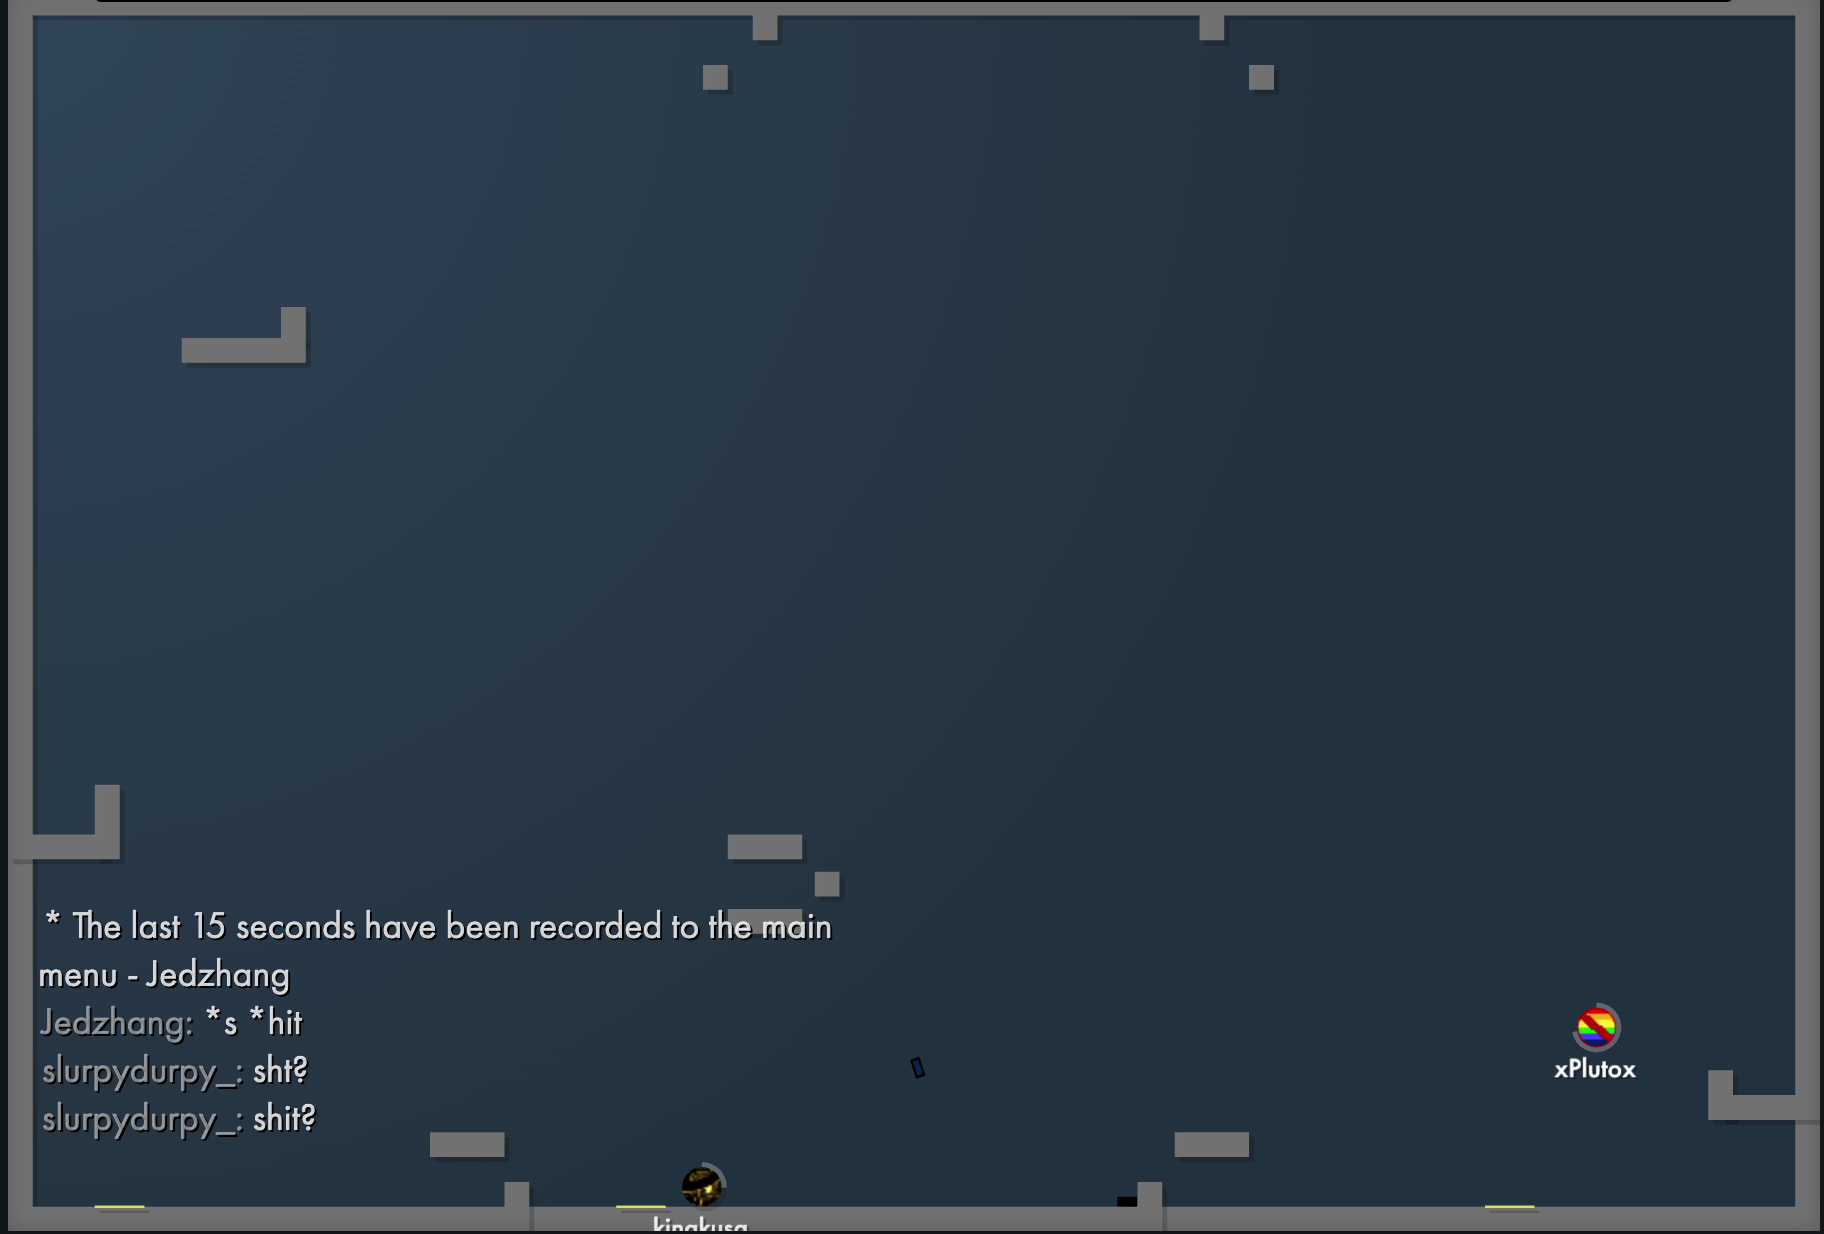 * The last 15 seconds have been recorded to the main
menu - Jedzhang
Jedzhang: *s *hit
slurpydurpy_: sht?
slurpydurpy_: shit?
xPlutox
kingkusa